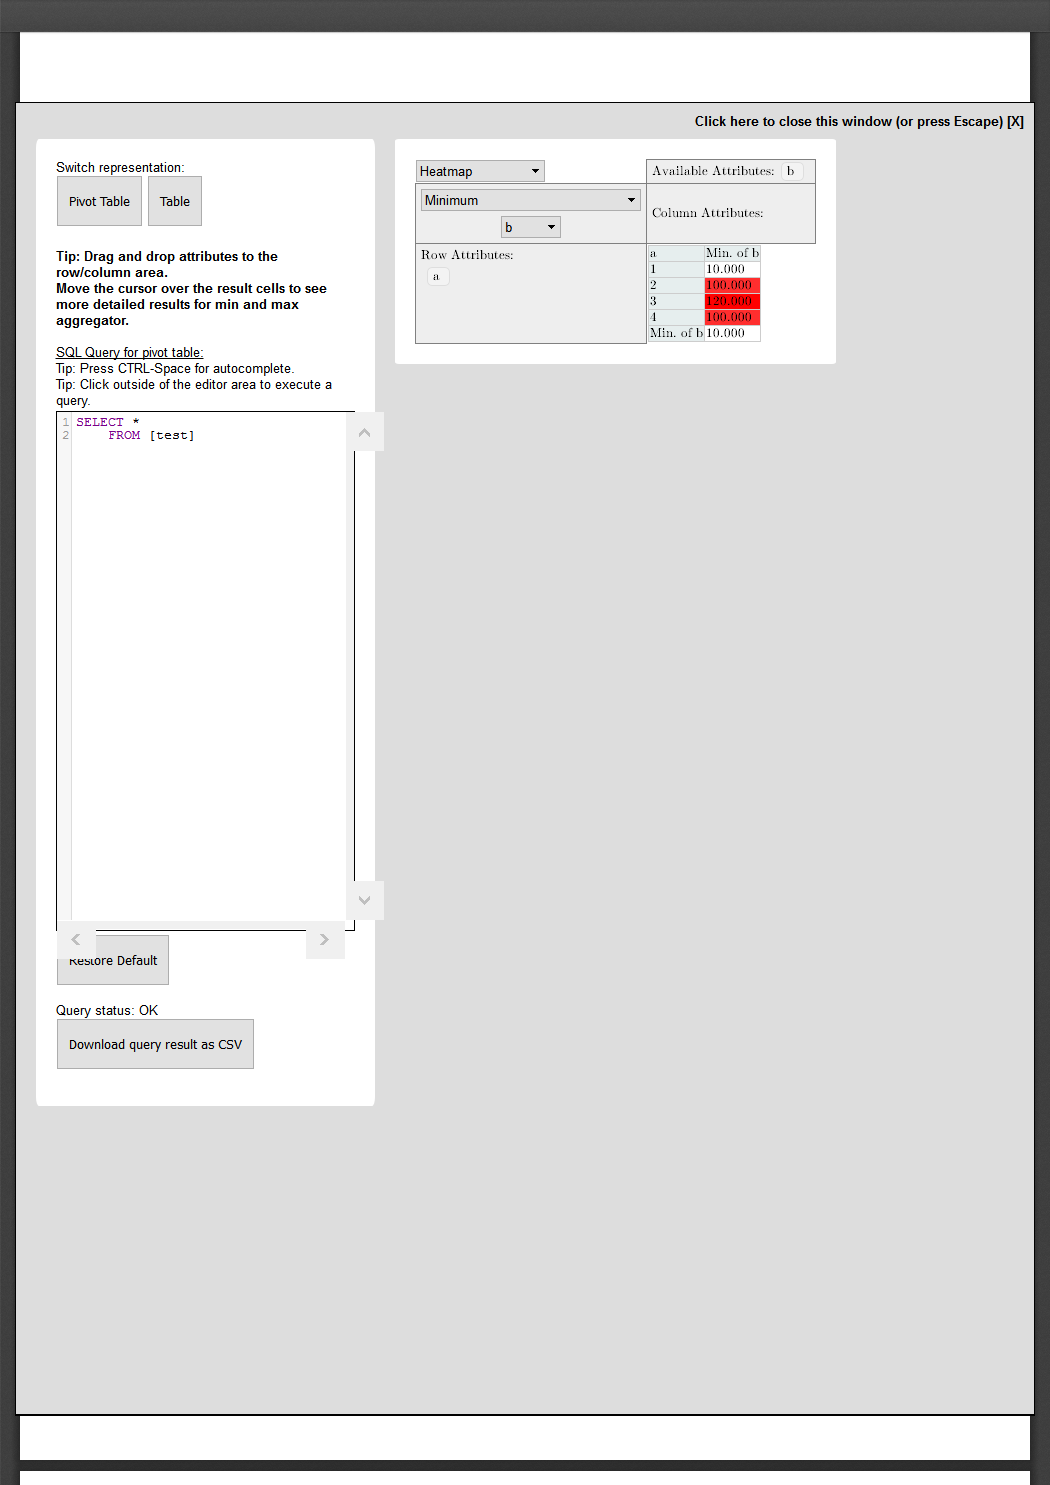 Click here to close this window (or press Escape) [X]
Switch representation:
Pivot Table Table
Tip: Drag and drop attributes to the
row/column area.
Move the cursor over the result cells to see
more detailed results for min and max
aggregator.
SQL Query for pivot table:
Tip: Press CTRL-Space for autocomplete.
Tip: Click outside of the editor area to execute a
query.
1 SELECT *
2 FROM [test]
Restore Default
Query status: OK
Download query result as CSV
Heatmap
Available Attributes: b
Minimum
b
Column Attributes:
Row Attributes:
a
a Min. of b
1 10.000
2 100.000
3 120.000
4 100.000
Min. of b 10.000